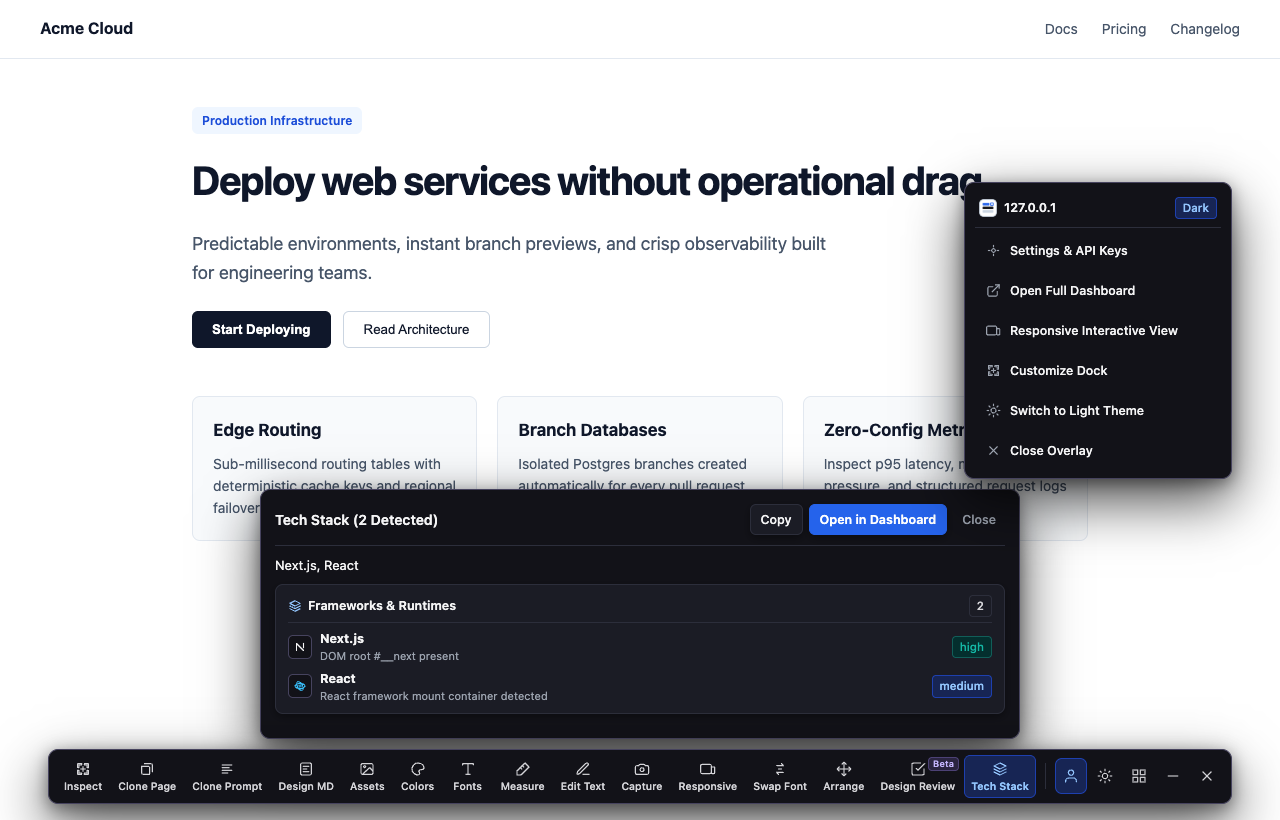 Acme Cloud
Docs
Pricing
Changelog
Production Infrastructure
Deploy web services without operational drag
Predictable environments, instant branch previews, and crisp observability built
for engineering teams.
Start Deploying
Read Architecture
Edge Routing
Sub-millisecond routing tables with
deterministic cache keys and regional
failover
Branch Databases
Isolated Postgres branches created
automatically for every pull request
Zero-Config
Inspect p95 latency,
pressure, and structured request logs
127.0.0.1
Dark
Settings & API Keys
Open Full Dashboard
Responsive Interactive View
Customize Dock
Switch to Light Theme
Close Overlay
Tech Stack (2 Detected)
Copy
Open in Dashboard
Close
Next.js, React
Frameworks & Runtimes
2
Next.js
DOM root #__next present
high
React
React framework mount container detected
medium
Inspect
Clone Page
Clone Prompt
Design MD
Assets
Colors
Fonts
Measure
Edit Text
Capture
Responsive
Swap Font
Arrange
Design Review
Beta
Tech Stack